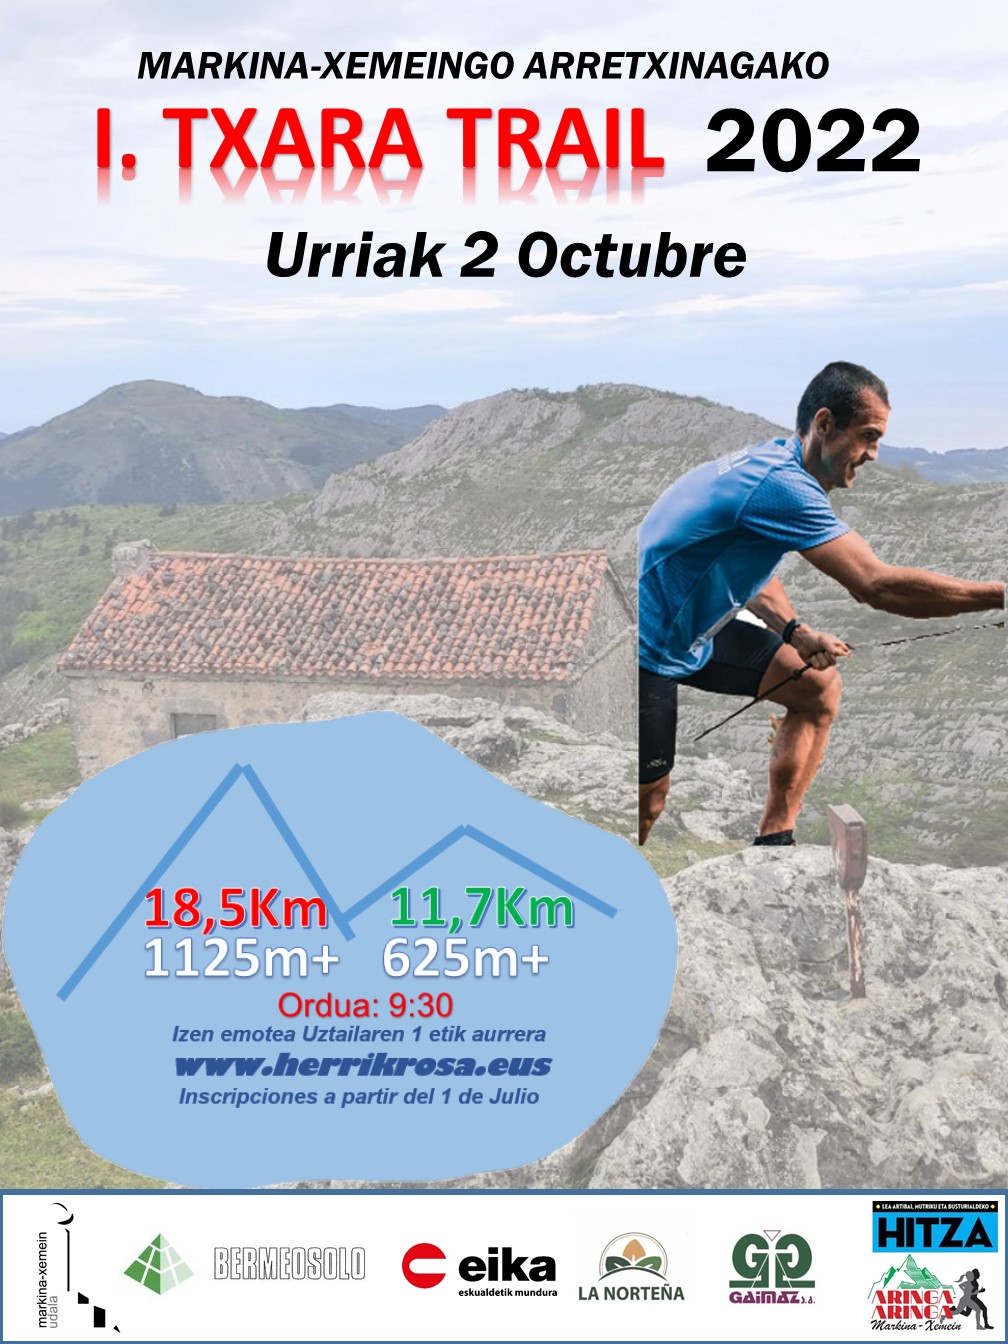 MARKINA-XEMEINGO ARRETXINAGAKO
I. TXARA TRAIL 2022
Urriak 2 Octubre
18,5Km 11,7Km
1125m+ 625m+
Ordua: 9:30
Izen emotea Uztailaren 1 etik aurrera
www.herrikrosa.eus
Inscripciones a partir del 1 de Julio
markina-xemein
udala
BERMEOSOLO
eika
eskualdetik mundura
LA NORTEÑA
GAIMAZ s.a.
LEA-ARTIBAI, MUTRIKU ETA BUSTURIALDEKO
HITZA
ARINGA
ARINGA
Markina - Xemein